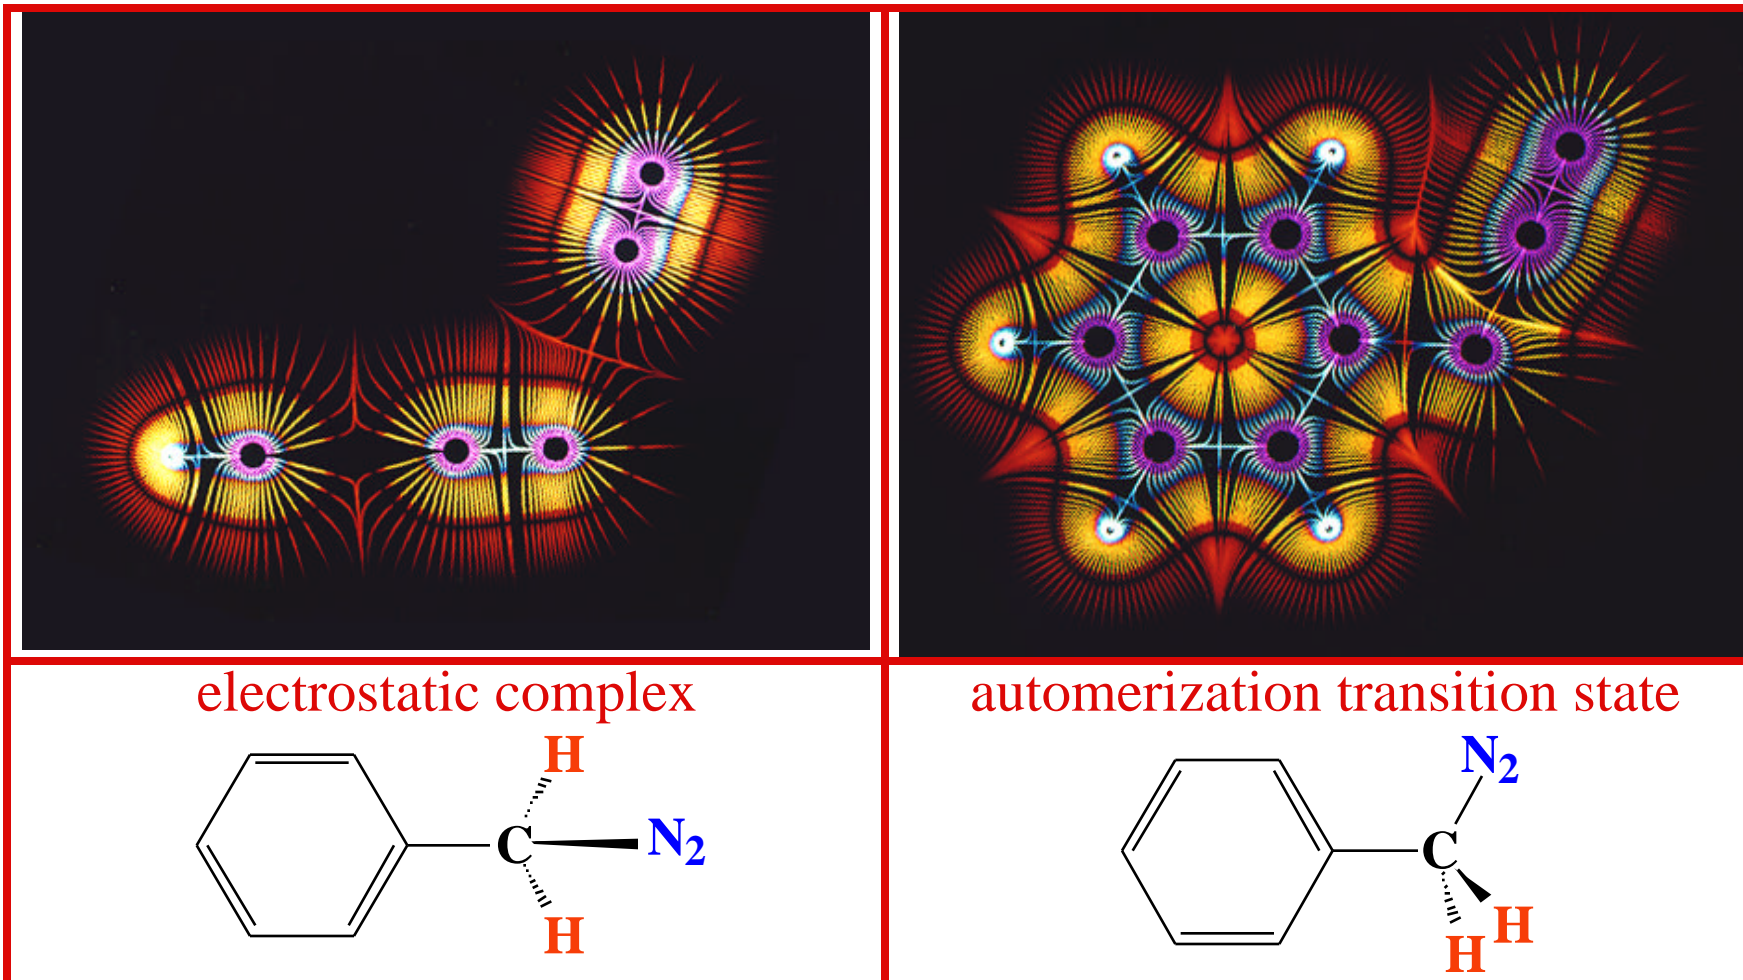 electrostatic complex
automerization transition state
H
C N2
H
N2
C
H
H